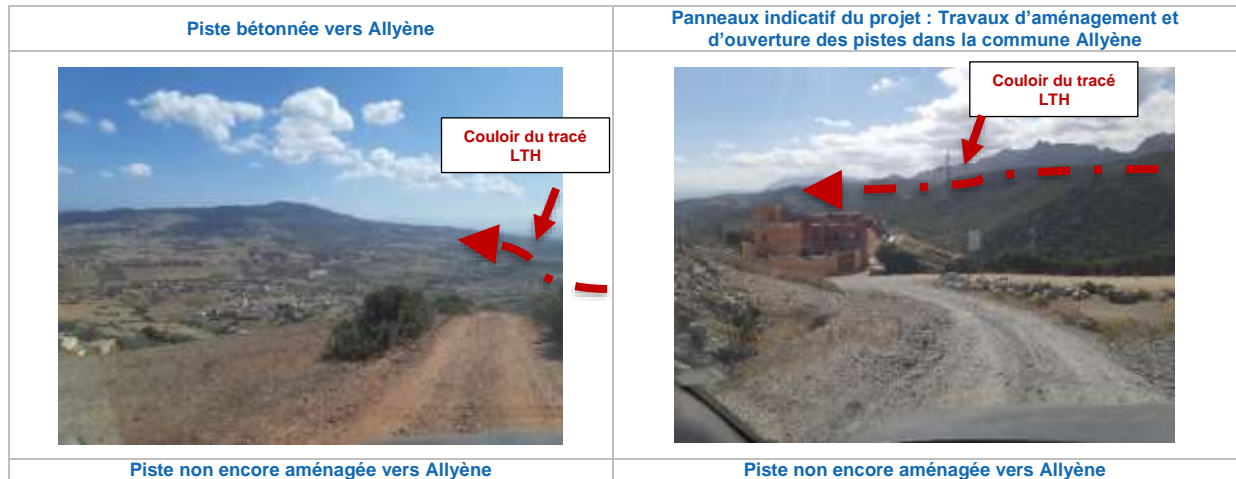 Piste bétonnée vers Allyène
Panneaux indicatif du projet : Travaux d'aménagement et
d'ouverture des pistes dans la commune Allyène
Couloir du tracé
LTH
Couloir du tracé
LTH
Piste non encore aménagée vers Allyène
Piste non encore aménagée vers Allyène